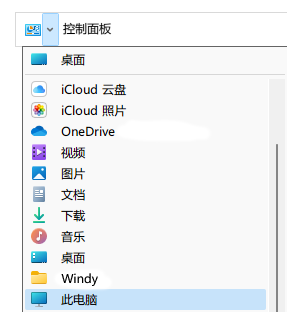 控制面板
桌面
iCloud 云盘
iCloud 照片
OneDrive
视频
图片
文档
下载
音乐
桌面
Windy
此电脑